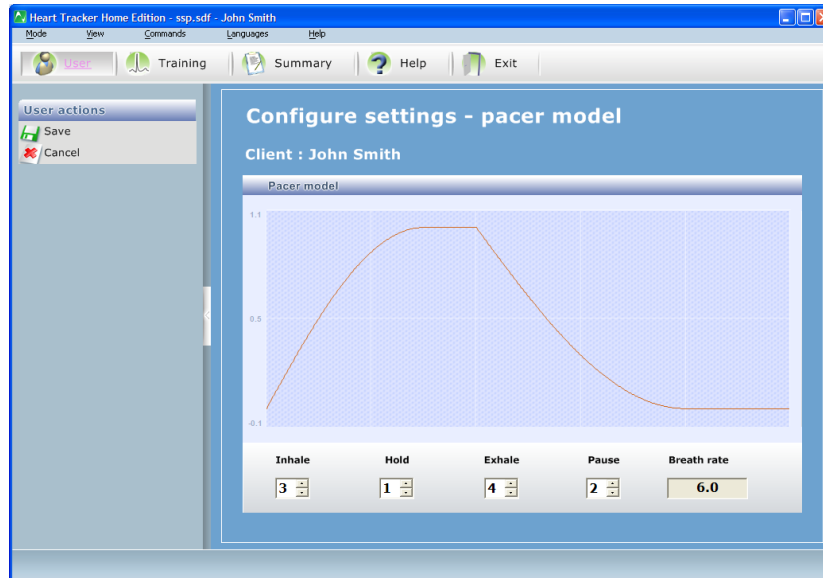 Heart Tracker Home Edition - ssp.sdf - John Smith
Mode View Commands Languages Help
User Training Summary Help Exit
User actions
Save
Cancel
Configure settings - pacer model
Client : John Smith
Pacer model
1.1
0.5
-0.1
Inhale Hold Exhale Pause Breath rate
3 1 4 2 6.0